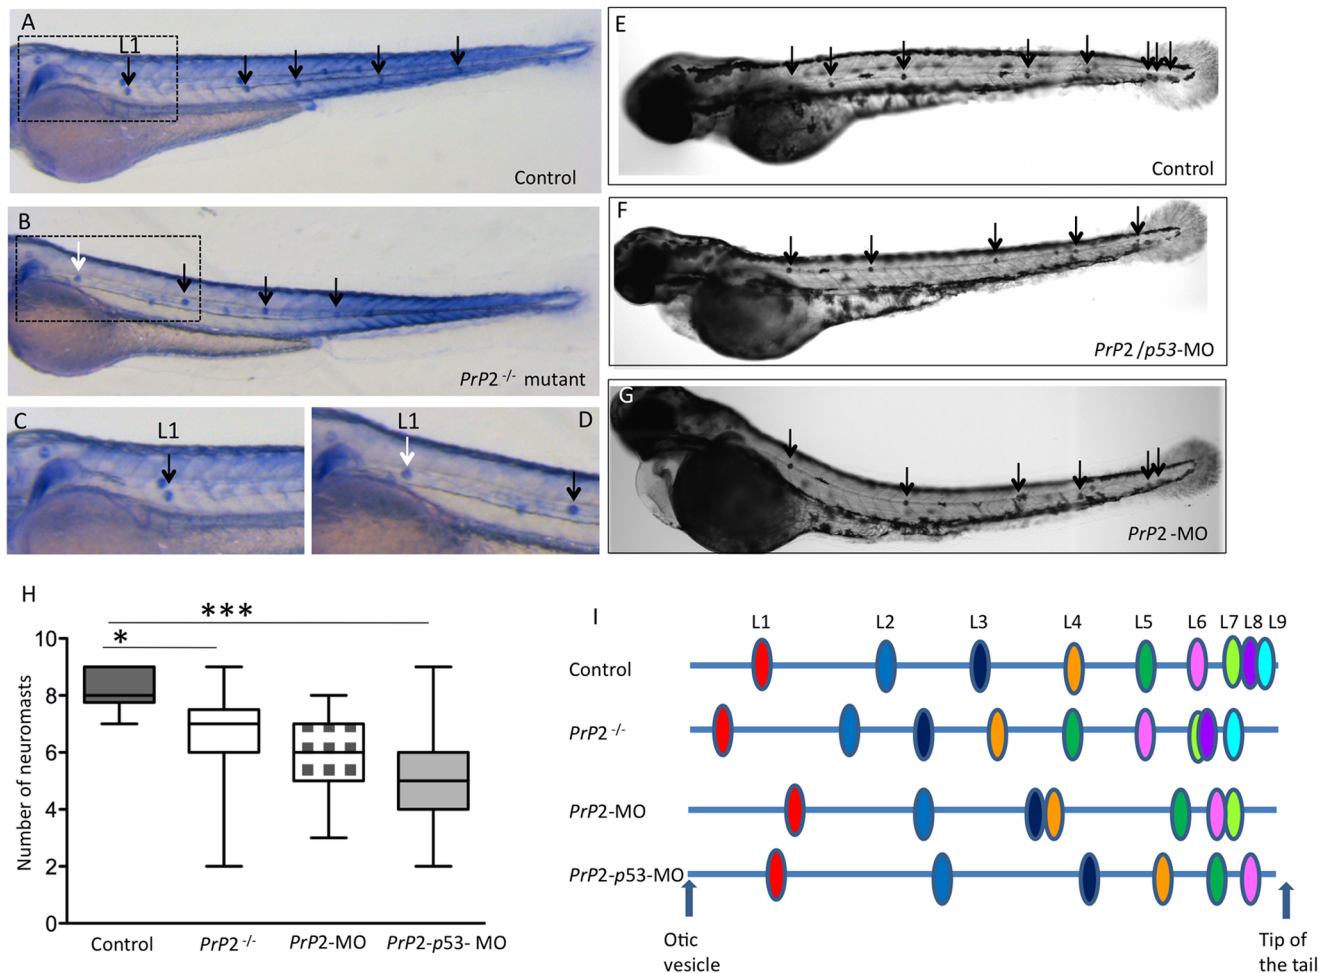 A
L1
Control
B
PrP2 -/- mutant
C
L1
L1
D
E
Control
F
PrP2 /p53-MO
G
PrP2 -MO
H
***
*
Number of neuromasts
10
8
6
4
2
0
Control
PrP2 -/-
PrP2-MO
PrP2-p53- MO
I
L1 L2 L3 L4 L5 L6 L7 L8 L9
Control
PrP2 -/-
PrP2-MO
PrP2-p53-MO
Otic
vesicle
Tip of
the tail